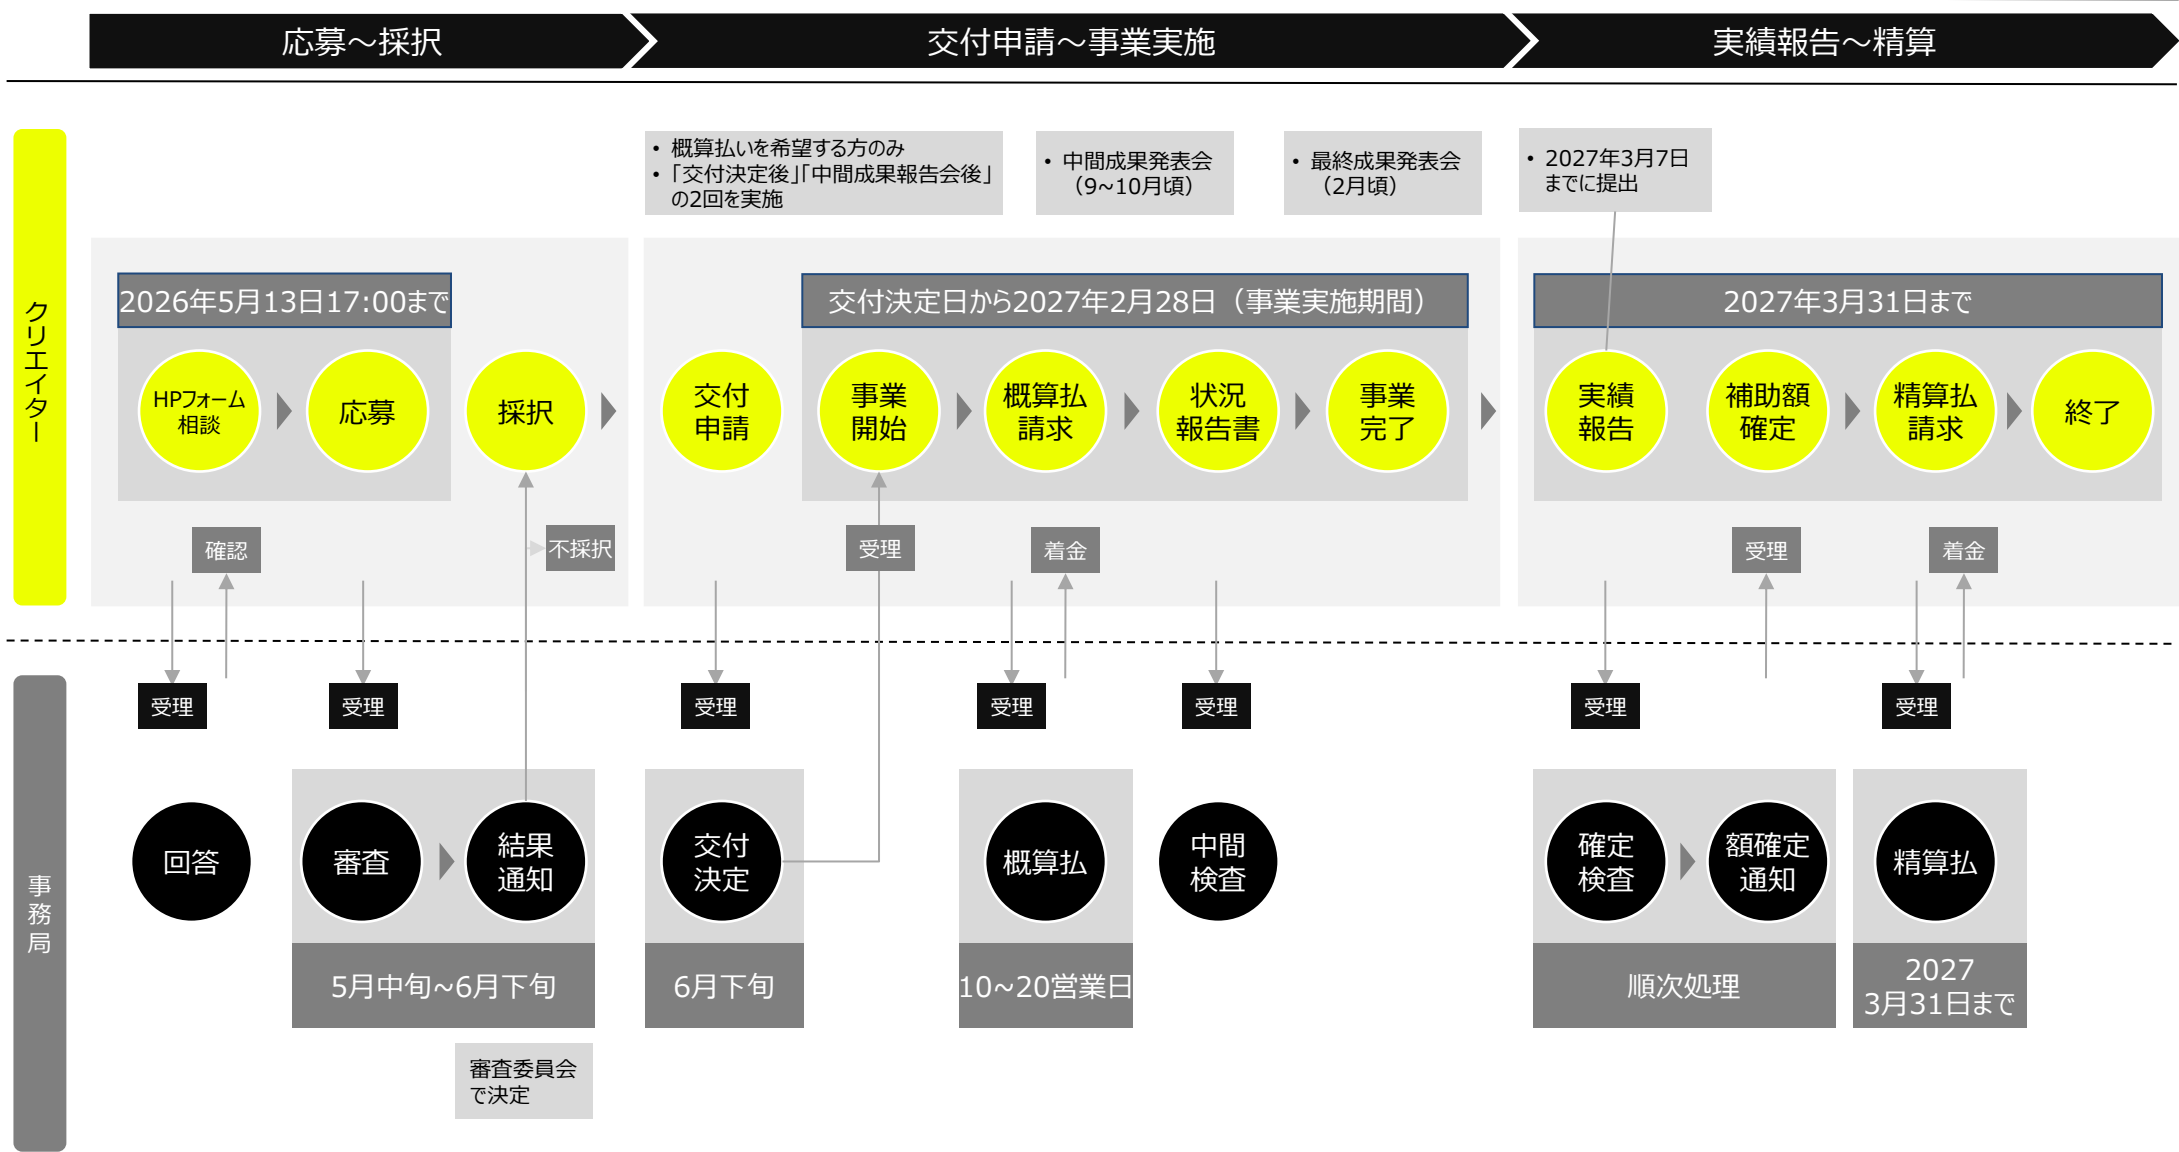 応募～採択
交付申請～事業実施
実績報告～精算
クリエイター
• 概算払いを希望する方のみ
• 「交付決定後」「中間成果報告会後」
の2回を実施
• 中間成果発表会
（9~10月頃）
• 最終成果発表会
（2月頃）
• 2027年3月7日
までに提出
2026年5月13日17:00まで
交付決定日から2027年2月28日（事業実施期間）
2027年3月31日まで
HPフォーム
相談
応募
採択
交付
申請
事業
開始
概算払
請求
状況
報告書
事業
完了
実績
報告
補助額
確定
精算払
請求
終了
確認
不採択
受理
着金
受理
着金
事務局
受理
受理
受理
受理
受理
受理
受理
回答
審査
結果
通知
交付
決定
概算払
中間
検査
確定
検査
額確定
通知
精算払
5月中旬~6月下旬
6月下旬
10~20営業日
順次処理
2027
3月31日まで
審査委員会
で決定